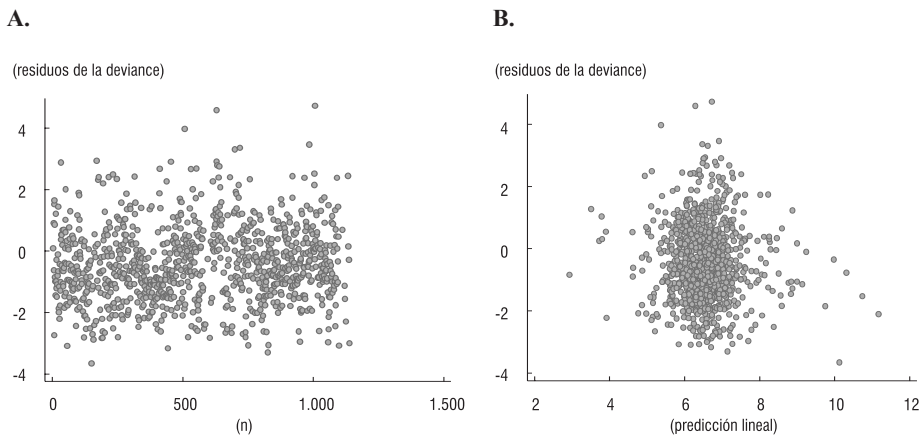 A.
(residuos de la deviance)
4
2
0
-2
-4
0 500 1.000 1.500
(n)
B.
(residuos de la deviance)
4
2
0
-2
-4
2 4 6 8 10 12
(predicción lineal)